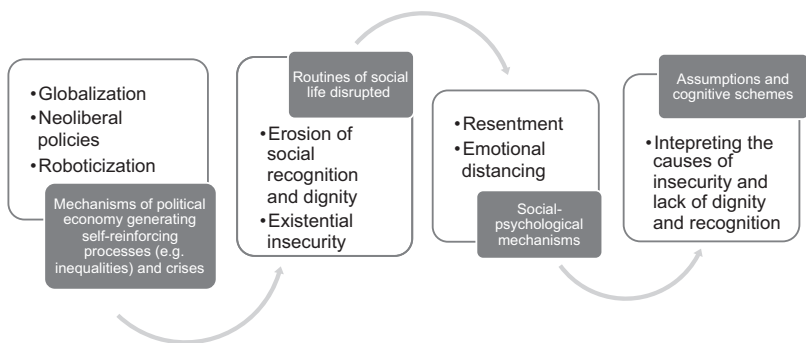 •Globalization
•Neoliberal
policies
•Roboticization
Mechanisms of political
economy generating
self-reinforcing
processes (e.g.
inequalities) and crises
Routines of social
life disrupted
•Erosion of
social
recognition
and dignity
•Existential
insecurity
•Resentment
•Emotional
distancing
Social-
psychological
mechanisms
Assumptions and
cognitive schemes
•Intepreting the
causes of
insecurity and
lack of dignity
and recognition